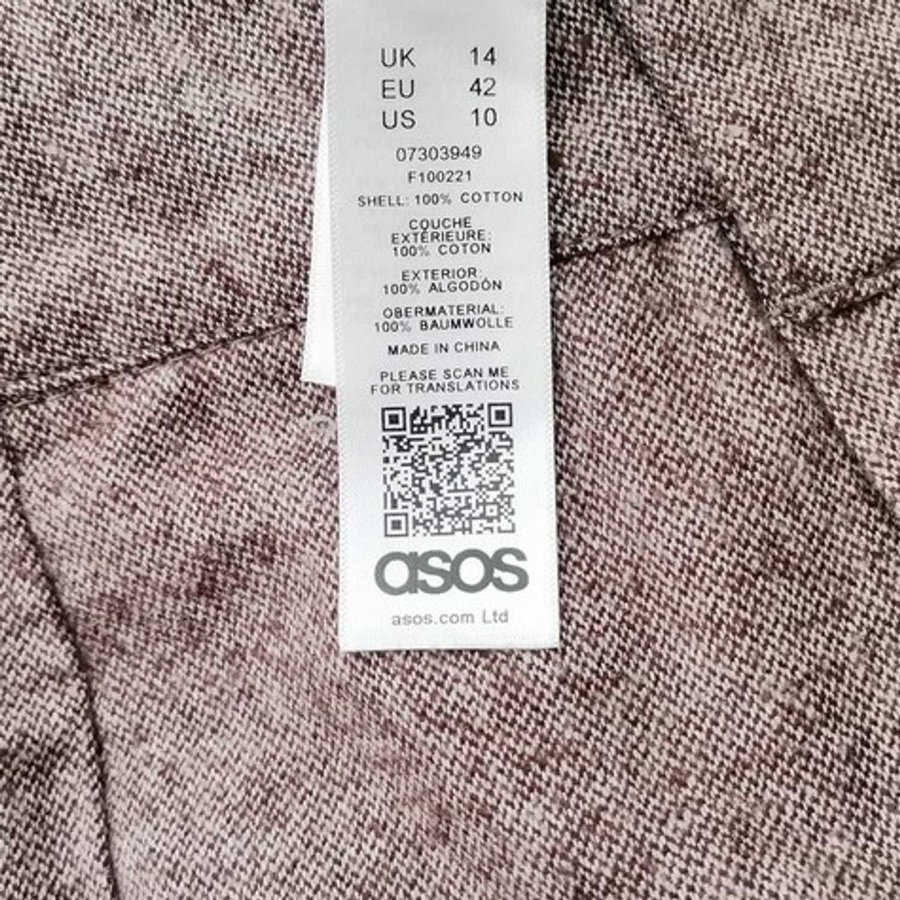 UK 14
EU 42
US 10
07303949
F100221
SHELL: 100% COTTON
COUCHE
EXTÉRIEURE:
100% COTON
EXTERIOR:
100% ALGODÓN
OBERMATERIAL:
100% BAUMWOLLE
MADE IN CHINA
PLEASE SCAN ME
FOR TRANSLATIONS
asos
asos.com Ltd